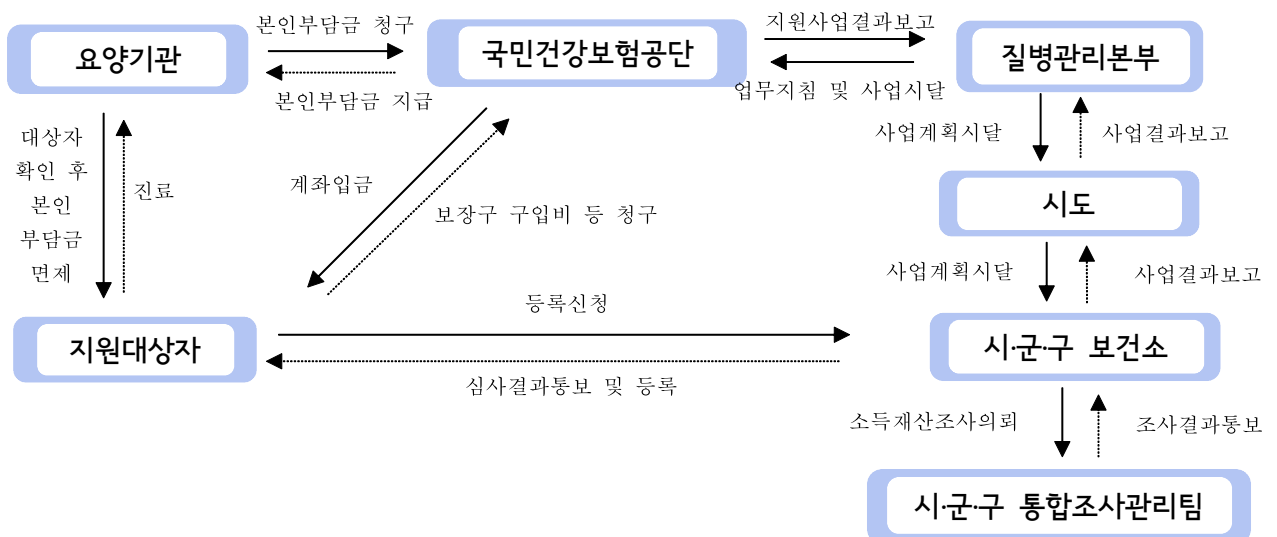 본인부담금 청구
지원사업결과보고
요양기관
국민건강보험공단
질병관리본부
본인부담금 지급
업무지침 및 사업시달
대상자
확인 후
본인
부담금
면제
진료
계좌입금
보장구 구입비 등 청구
사업계획시달
사업결과보고
시도
사업계획시달
사업결과보고
등록신청
지원대상자
시·군·구 보건소
심사결과통보 및 등록
소득재산조사의뢰
조사결과통보
시·군·구 통합조사관리팀